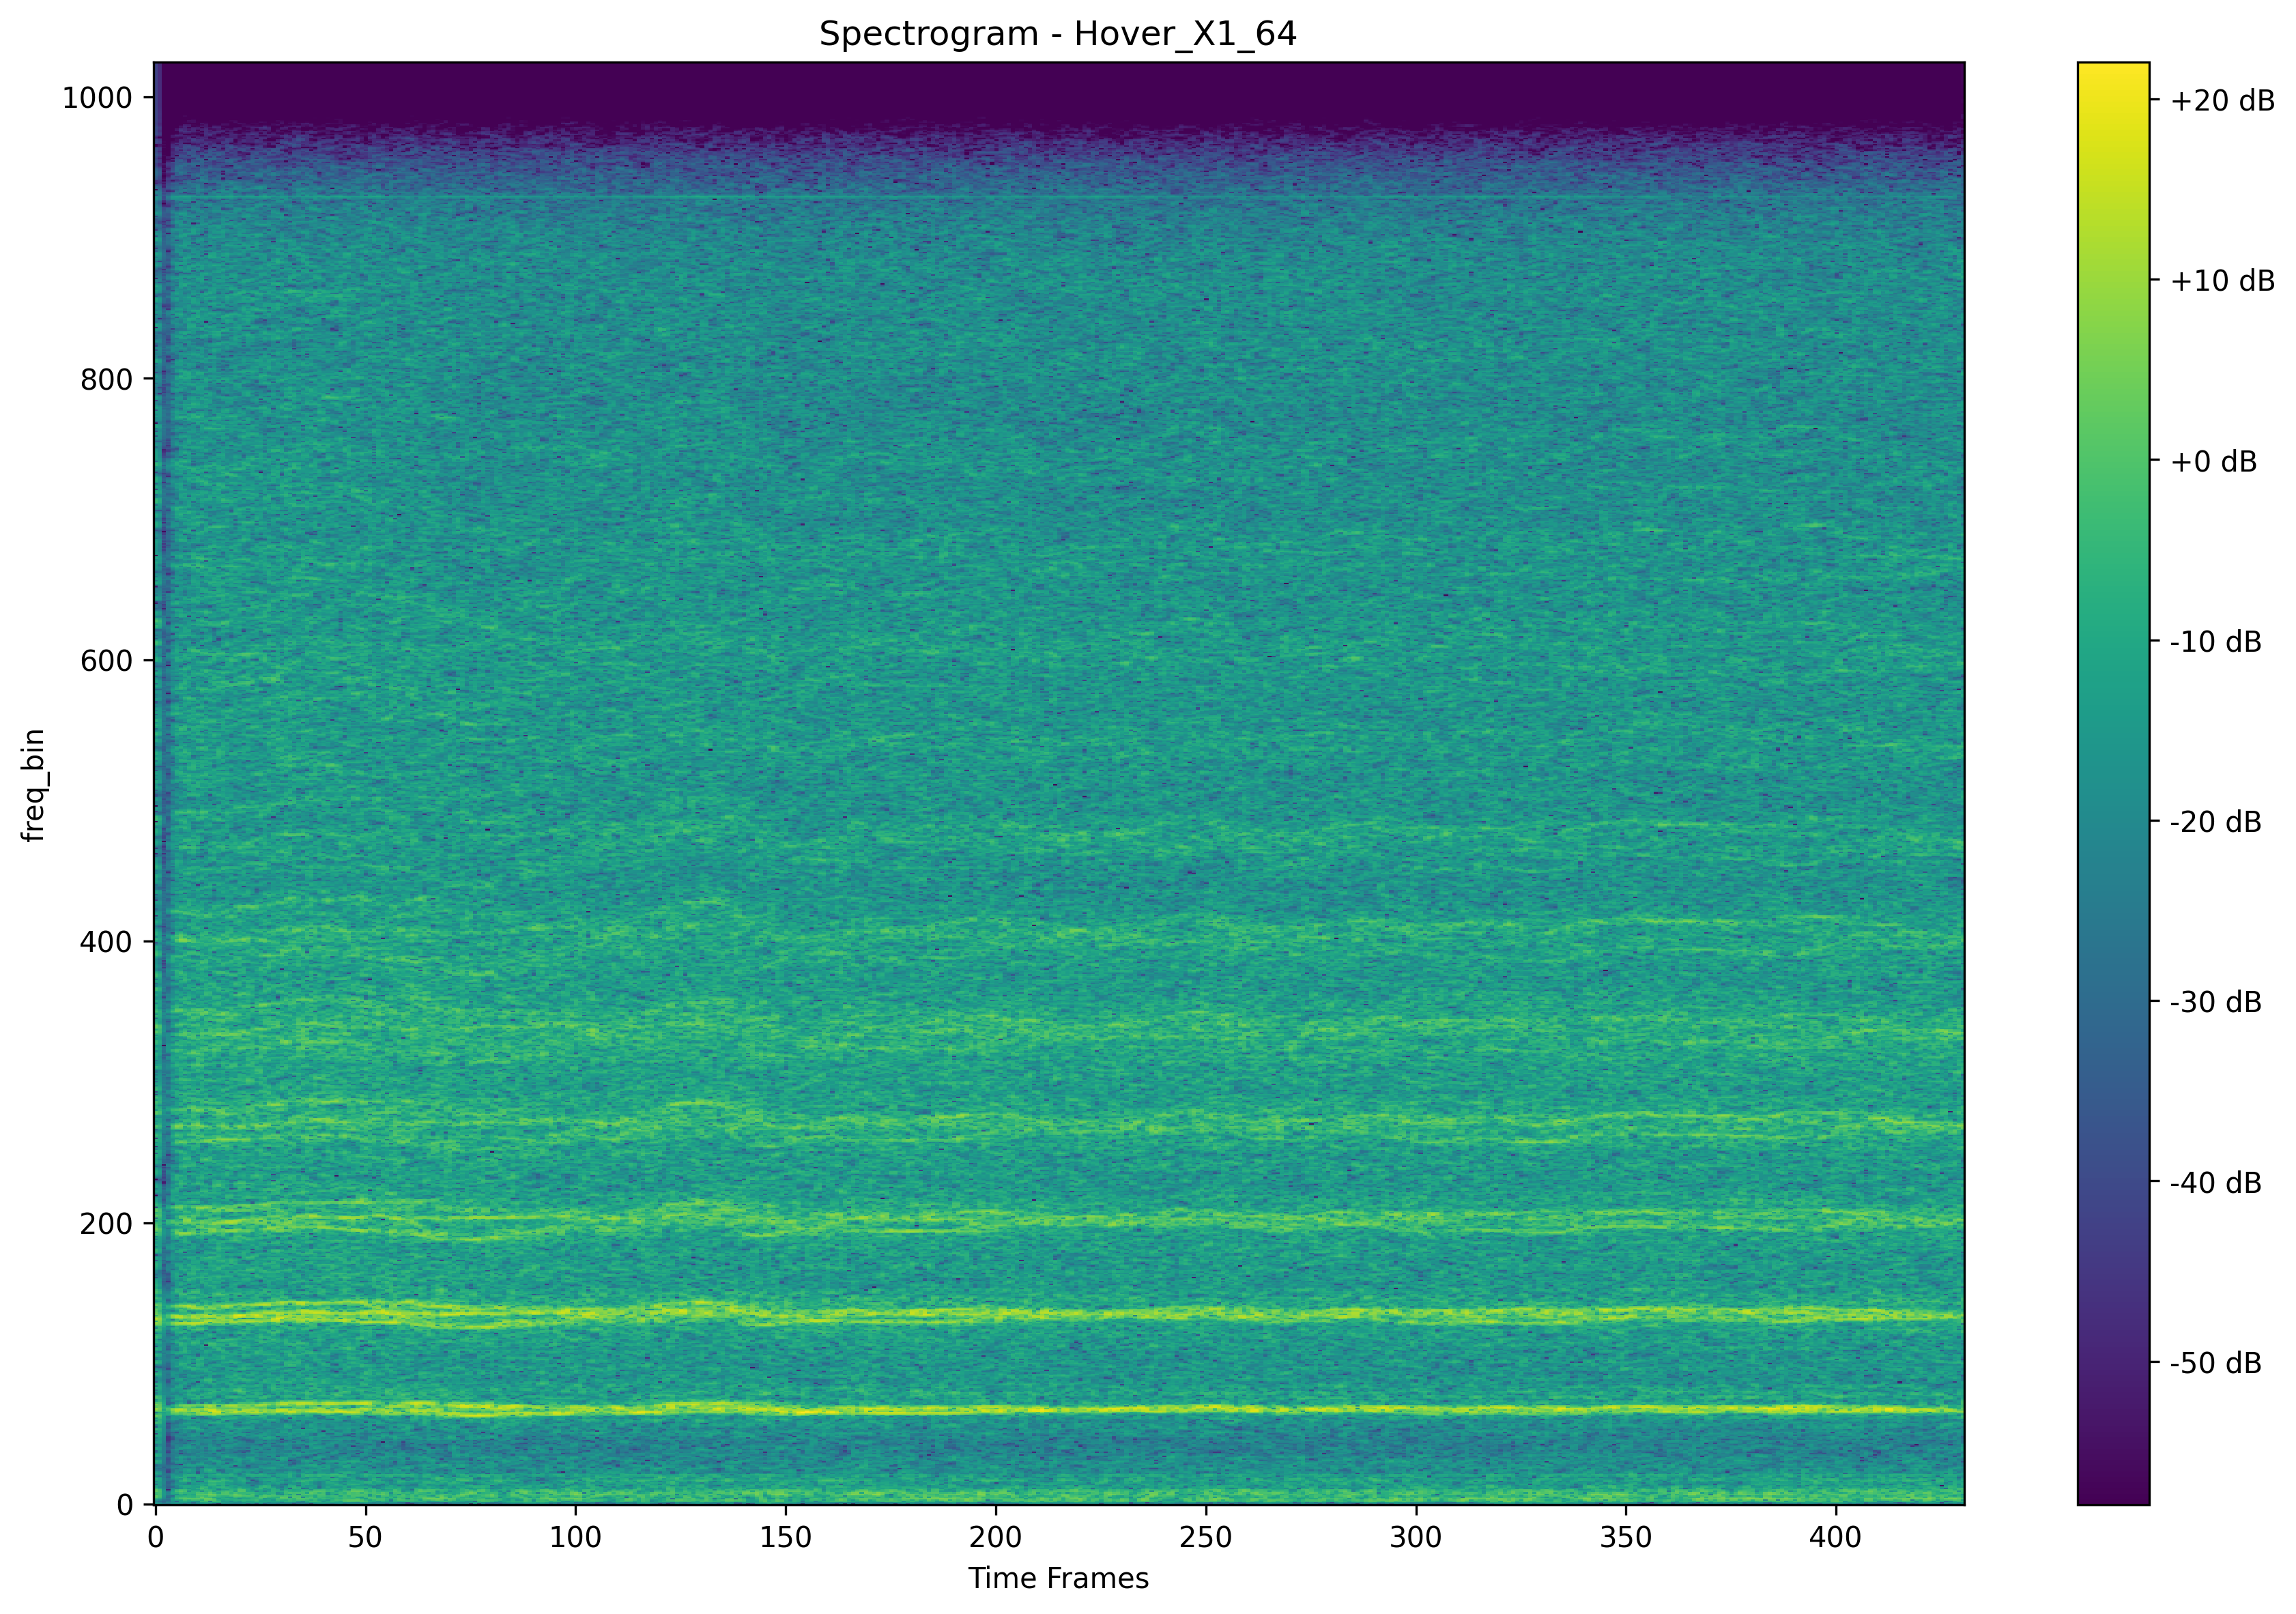 Spectrogram - Hover_X1_64
1000
800
600
400
200
0
freq_bin
0 50 100 150 200 250 300 350 400
Time Frames
+20 dB
+10 dB
+0 dB
-10 dB
-20 dB
-30 dB
-40 dB
-50 dB